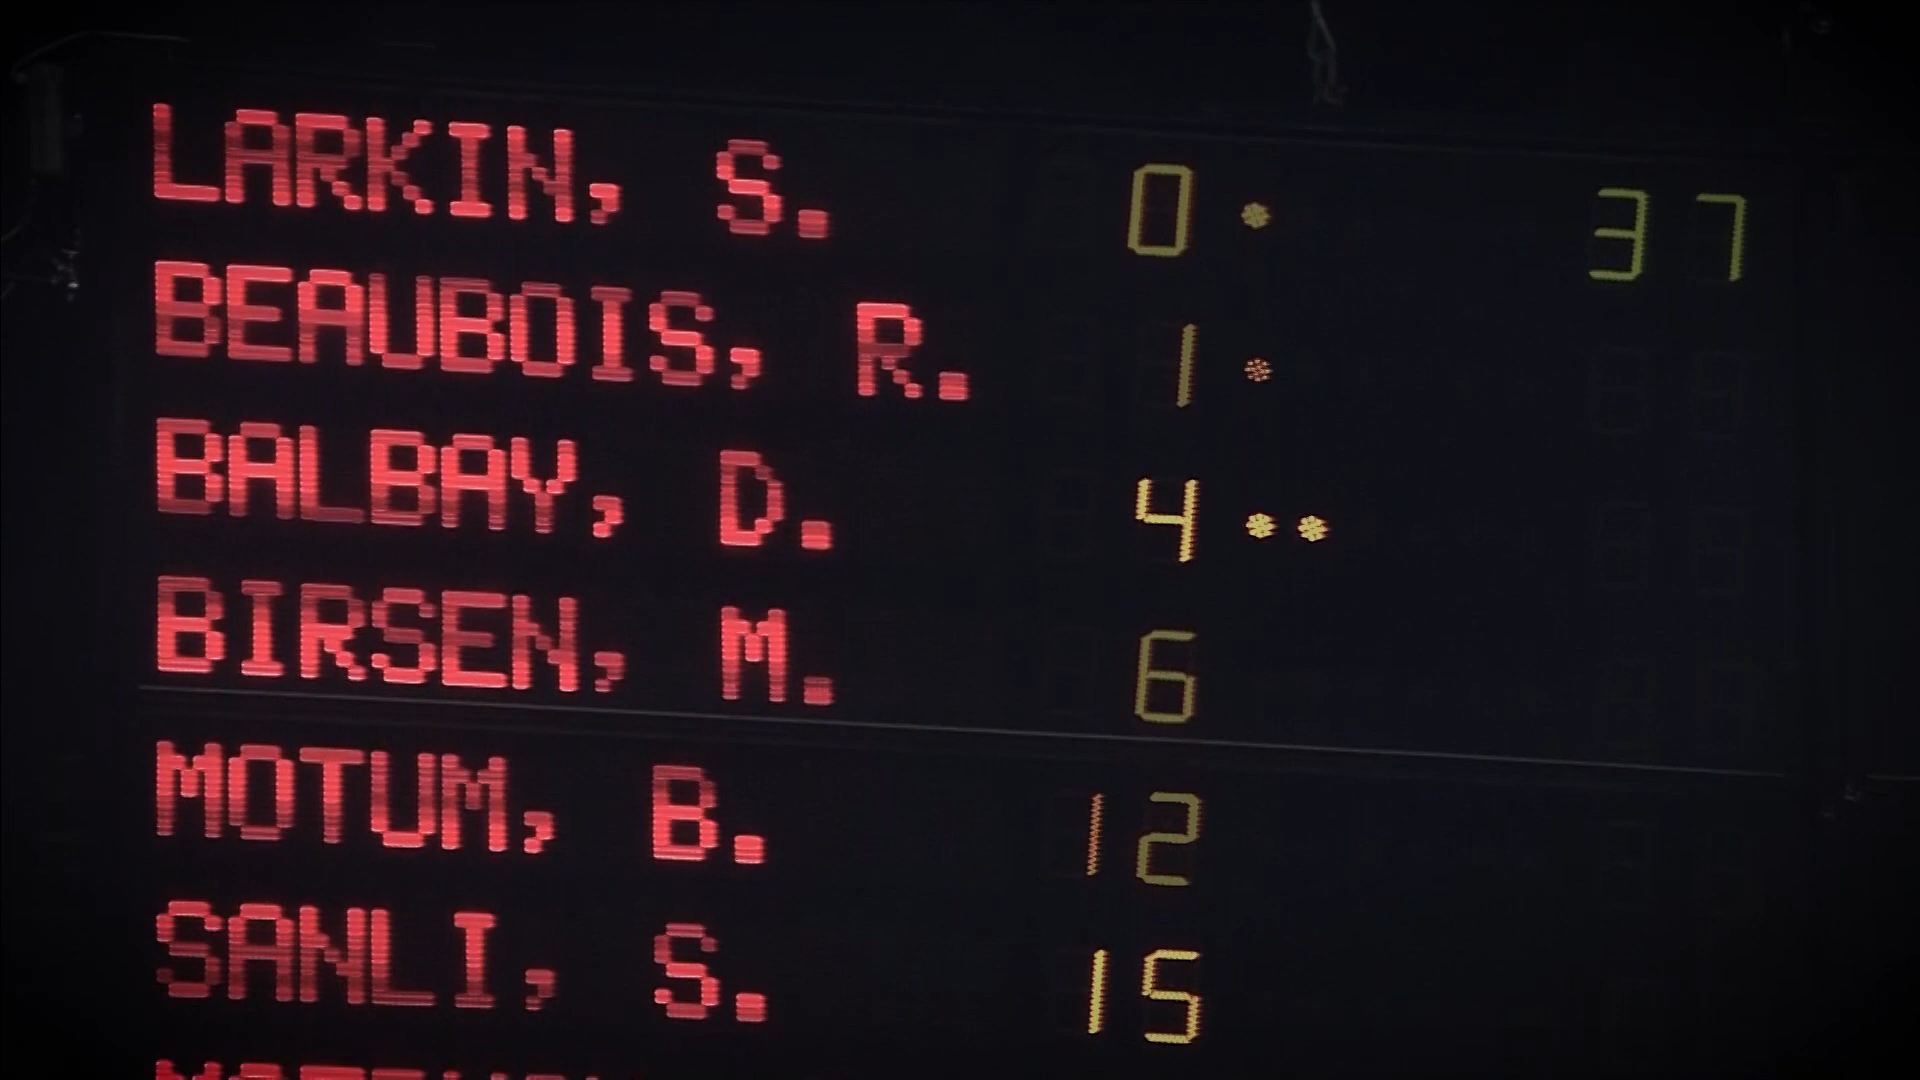 LARKIN, S. 0 * 37
BEAUBOIS, R. 1 *
BALBAY, D. 4 **
BIRSEN, M. 6
MOTUM, B. 12
SANLI, S. 15